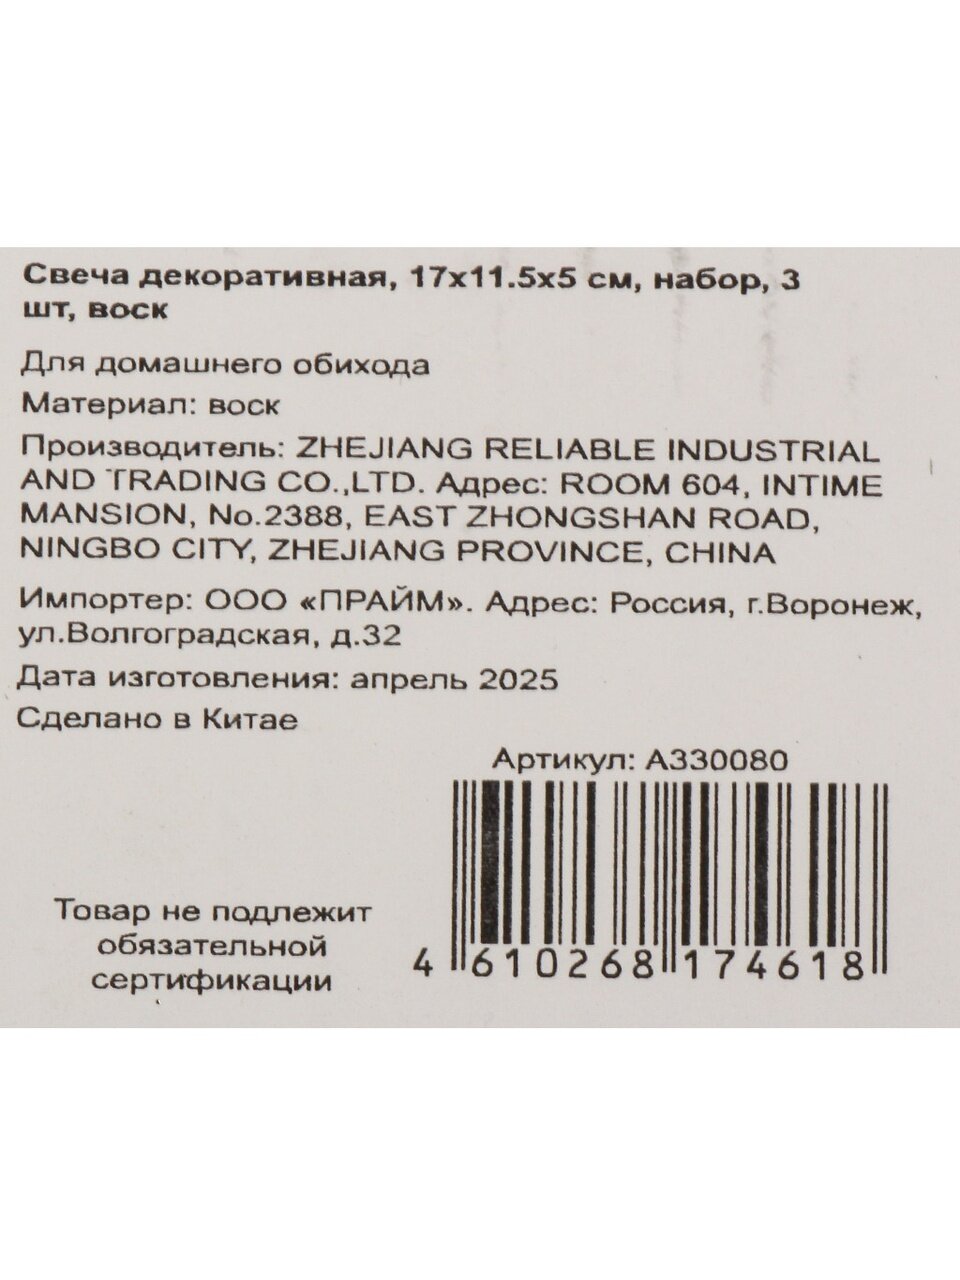 Свеча декоративная, 17х11.5х5 см, набор, 3
шт, воск
Для домашнего обихода
Материал: воск
Производитель: ZHEJIANG RELIABLE INDUSTRIAL
AND TRADING CO.,LTD. Адрес: ROOM 604, INTIME
MANSION, No.2388, EAST ZHONGSHAN ROAD,
NINGBO CITY, ZHEJIANG PROVINCE, CHINA
Импортер: ООО «ПРАЙМ». Адрес: Россия, г.Воронеж,
ул.Волгоградская, д.32
Дата изготовления: апрель 2025
Сделано в Китае
Артикул: А330080
Товар не подлежит
обязательной
сертификации
4 610268 174618